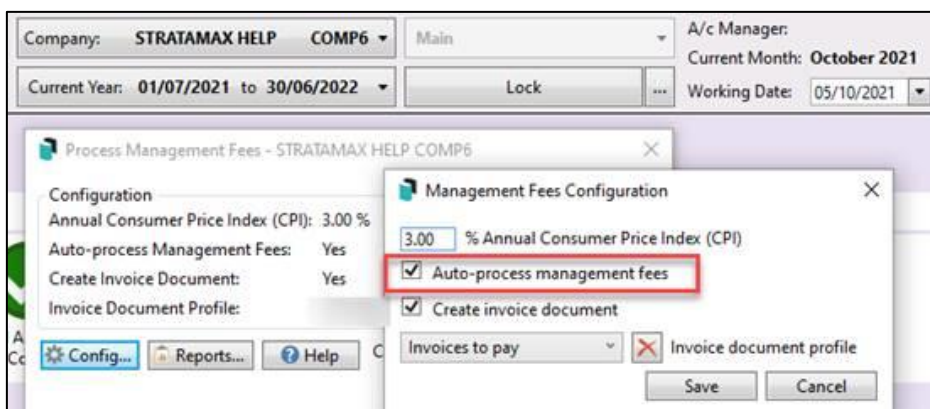 Company: STRATAMAX HELP COMP6
Main
A/c Manager:
Current Month: October 2021
Current Year: 01/07/2021 to 30/06/2022
Lock
...
Working Date: 05/10/2021
Process Management Fees - STRATAMAX HELP COMP6
Configuration
Annual Consumer Price Index (CPI): 3.00 %
Auto-process Management Fees: Yes
Create Invoice Document: Yes
Invoice Document Profile:
Config...
Reports...
Help
Management Fees Configuration
3.00 % Annual Consumer Price Index (CPI)
Auto-process management fees
Create invoice document
Invoices to pay
Invoice document profile
Save
Cancel